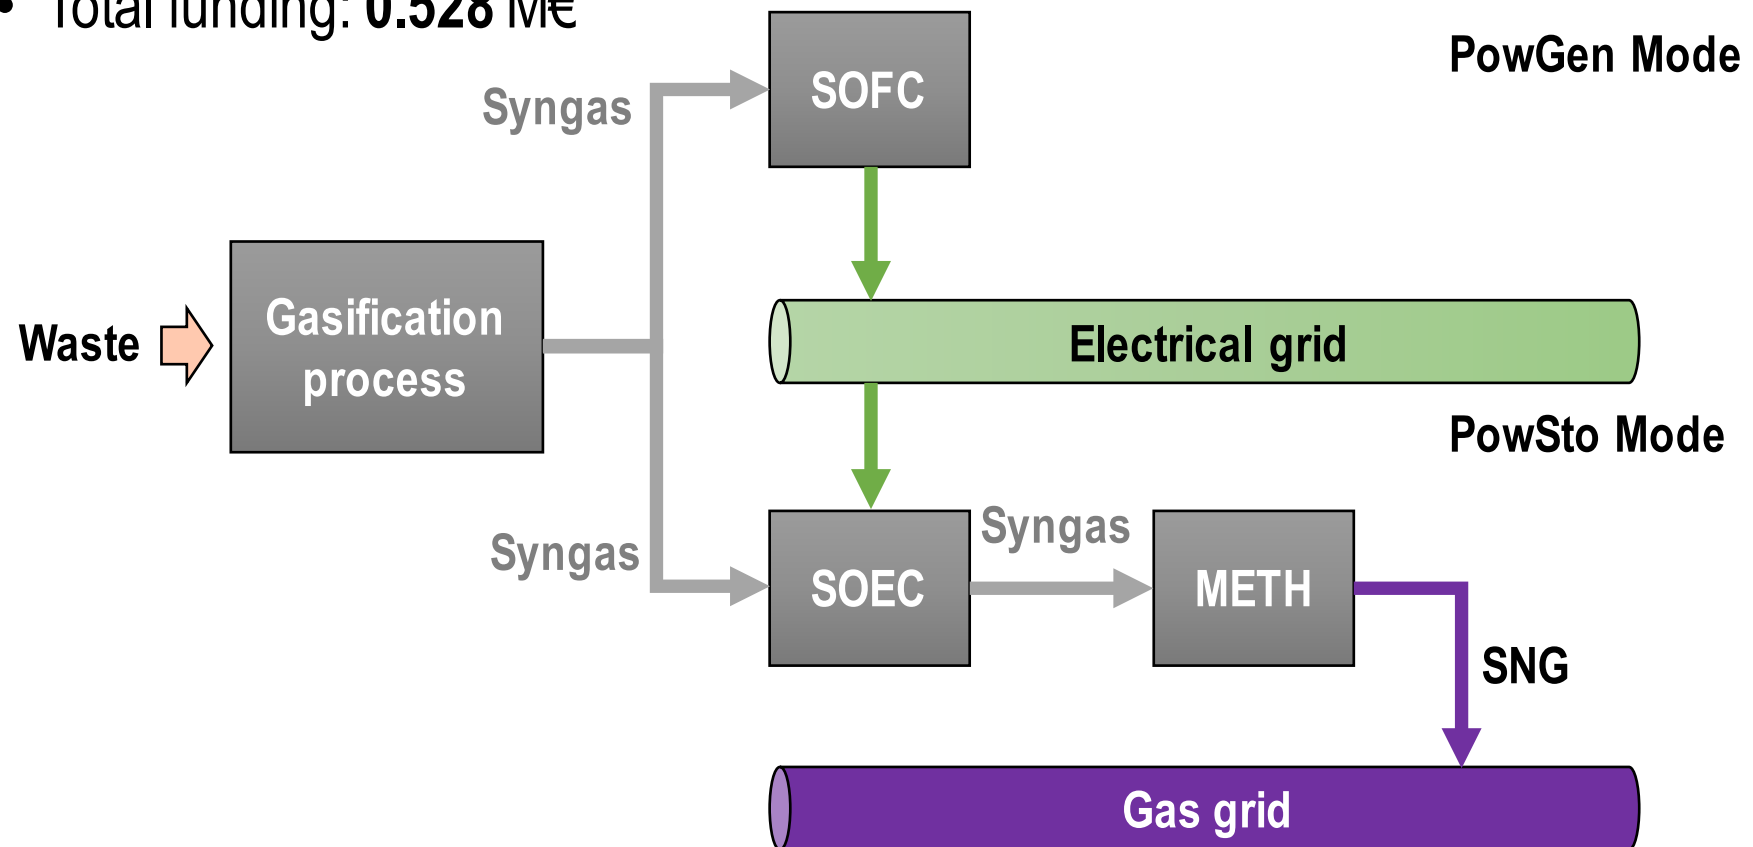 • Total funding: 0.528 M€
PowGen Mode
SOFC
Syngas
Gasification
process
Waste
Electrical grid
PowSto Mode
Syngas
Syngas
SOEC
METH
SNG
Gas grid